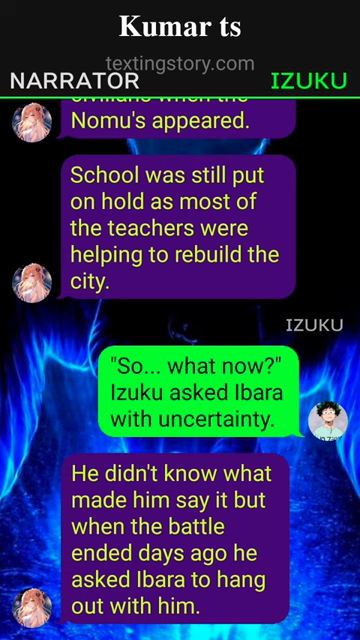 Kumar ts
textingstory.com
NARRATOR
IZUKU
civilians when the
Nomu's appeared.
School was still put
on hold as most of
the teachers were
helping to rebuild the
city.
IZUKU
"So... what now?"
Izuku asked Ibara
with uncertainty.
He didn't know what
made him say it but
when the battle
ended days ago he
asked Ibara to hang
out with him.